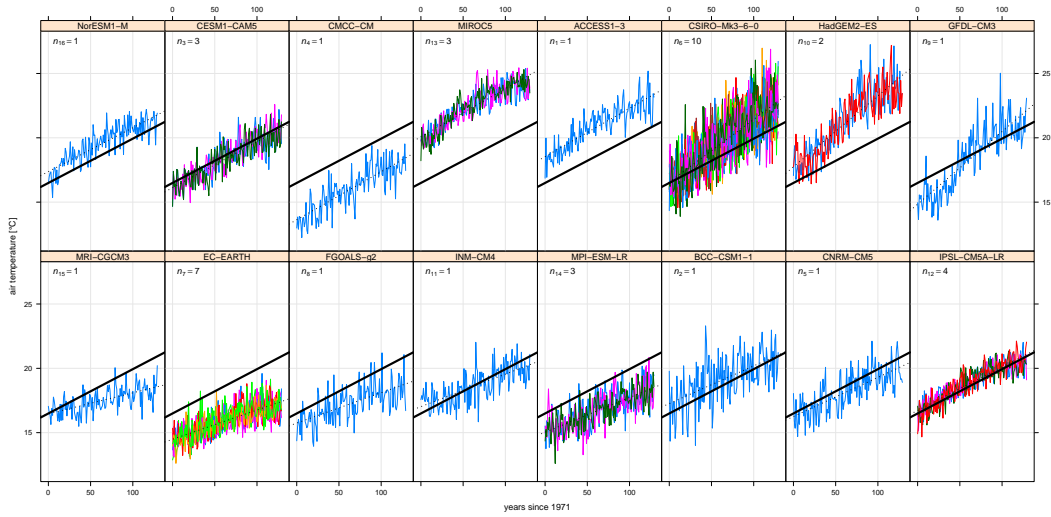 0 50 100 0 50 100 0 50 100 0 50 100
NorESM1−M CESM1−CAM5 CMCC−CM MIROC5 ACCESS1−3 CSIRO−Mk3−6−0 HadGEM2−ES GFDL−CM3
n16 = 1 n3 = 3 n4 = 1 n13 = 3 n1 = 1 n6 = 10 n10 = 2 n9 = 1
25
20
15
MRI−CGCM3 EC−EARTH FGOALS−g2 INM−CM4 MPI−ESM−LR BCC−CSM1−1 CNRM−CM5 IPSL−CM5A−LR
n15 = 1 n7 = 7 n8 = 1 n11 = 1 n14 = 3 n2 = 1 n5 = 1 n12 = 4
25
20
15
0 50 100 0 50 100 0 50 100 0 50 100
years since 1971
air temperature [°C]